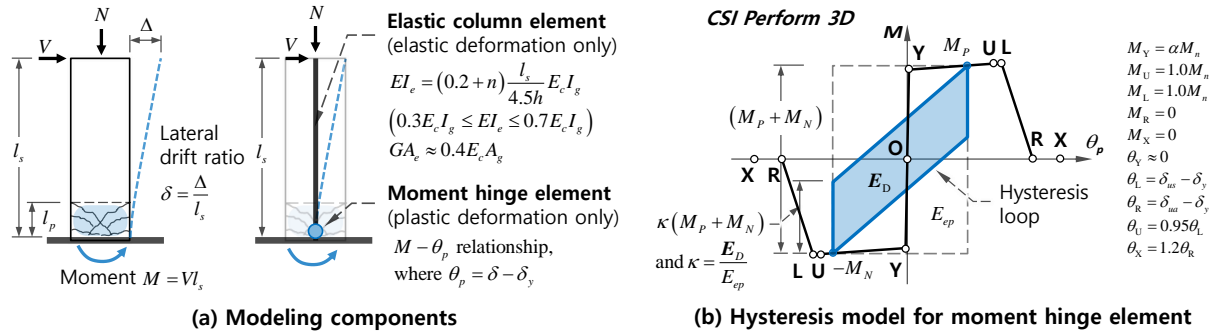 N
Δ
V
l_s
l_p
Lateral
drift ratio
δ = Δ / l_s
Moment M = Vl_s
N
V
l_s
Elastic column element
(elastic deformation only)
EI_e = (0.2 + n) l_s / 4.5h E_c I_g
(0.3E_c I_g ≤ EI_e ≤ 0.7E_c I_g)
GA_e ≈ 0.4E_c A_g
Moment hinge element
(plastic deformation only)
M − θ_p relationship,
where θ_p = δ − δ_y
(a) Modeling components
CSI Perform 3D
M
Y
M_P
U L
(M_P + M_N)
O
R X
θ_p
X R
E_D
Hysteresis
loop
E_ep
κ(M_P + M_N)
and κ = E_D / E_ep
L U
−M_N
Y
M_Y = αM_n
M_U = 1.0M_n
M_L = 1.0M_n
M_R = 0
M_X = 0
θ_Y ≈ 0
θ_L = δ_us − δ_y
θ_R = δ_ua − δ_y
θ_U = 0.95θ_L
θ_X = 1.2θ_R
(b) Hysteresis model for moment hinge element